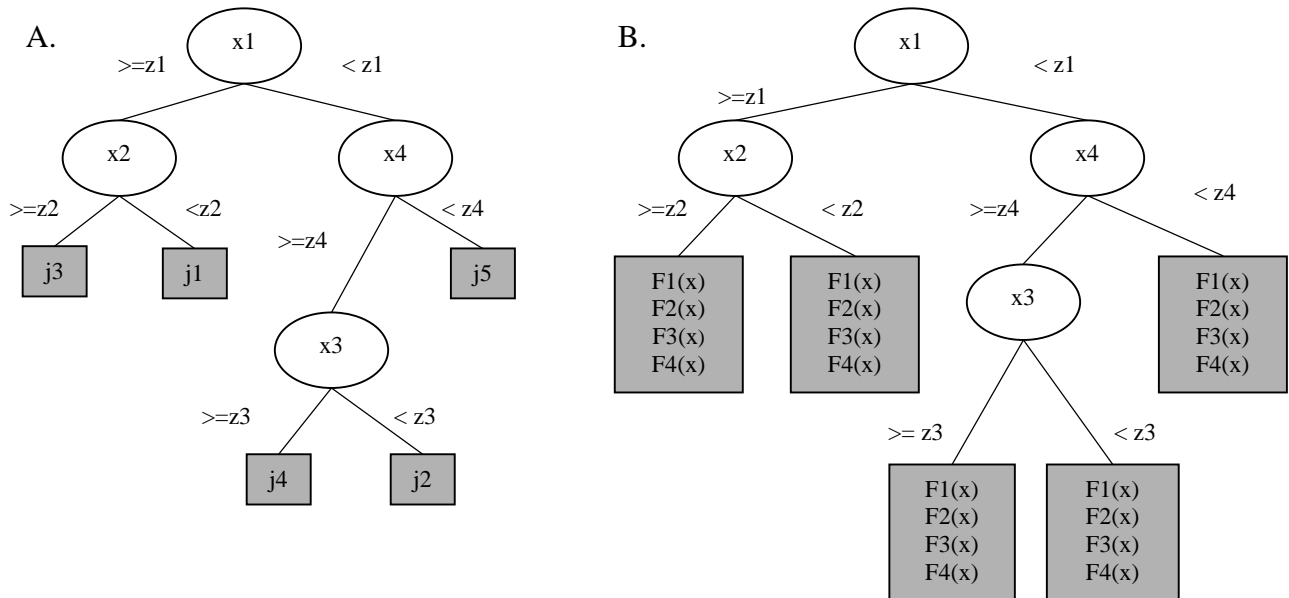 A.
x1
>=z1
< z1
x2
x4
>=z2
<z2
>=z4
< z4
j3
j1
j5
x3
>=z3
< z3
j4
j2
B.
x1
>=z1
< z1
x2
x4
>=z2
< z2
>=z4
< z4
F1(x)
F2(x)
F3(x)
F4(x)
F1(x)
F2(x)
F3(x)
F4(x)
x3
F1(x)
F2(x)
F3(x)
F4(x)
>= z3
< z3
F1(x)
F2(x)
F3(x)
F4(x)
F1(x)
F2(x)
F3(x)
F4(x)